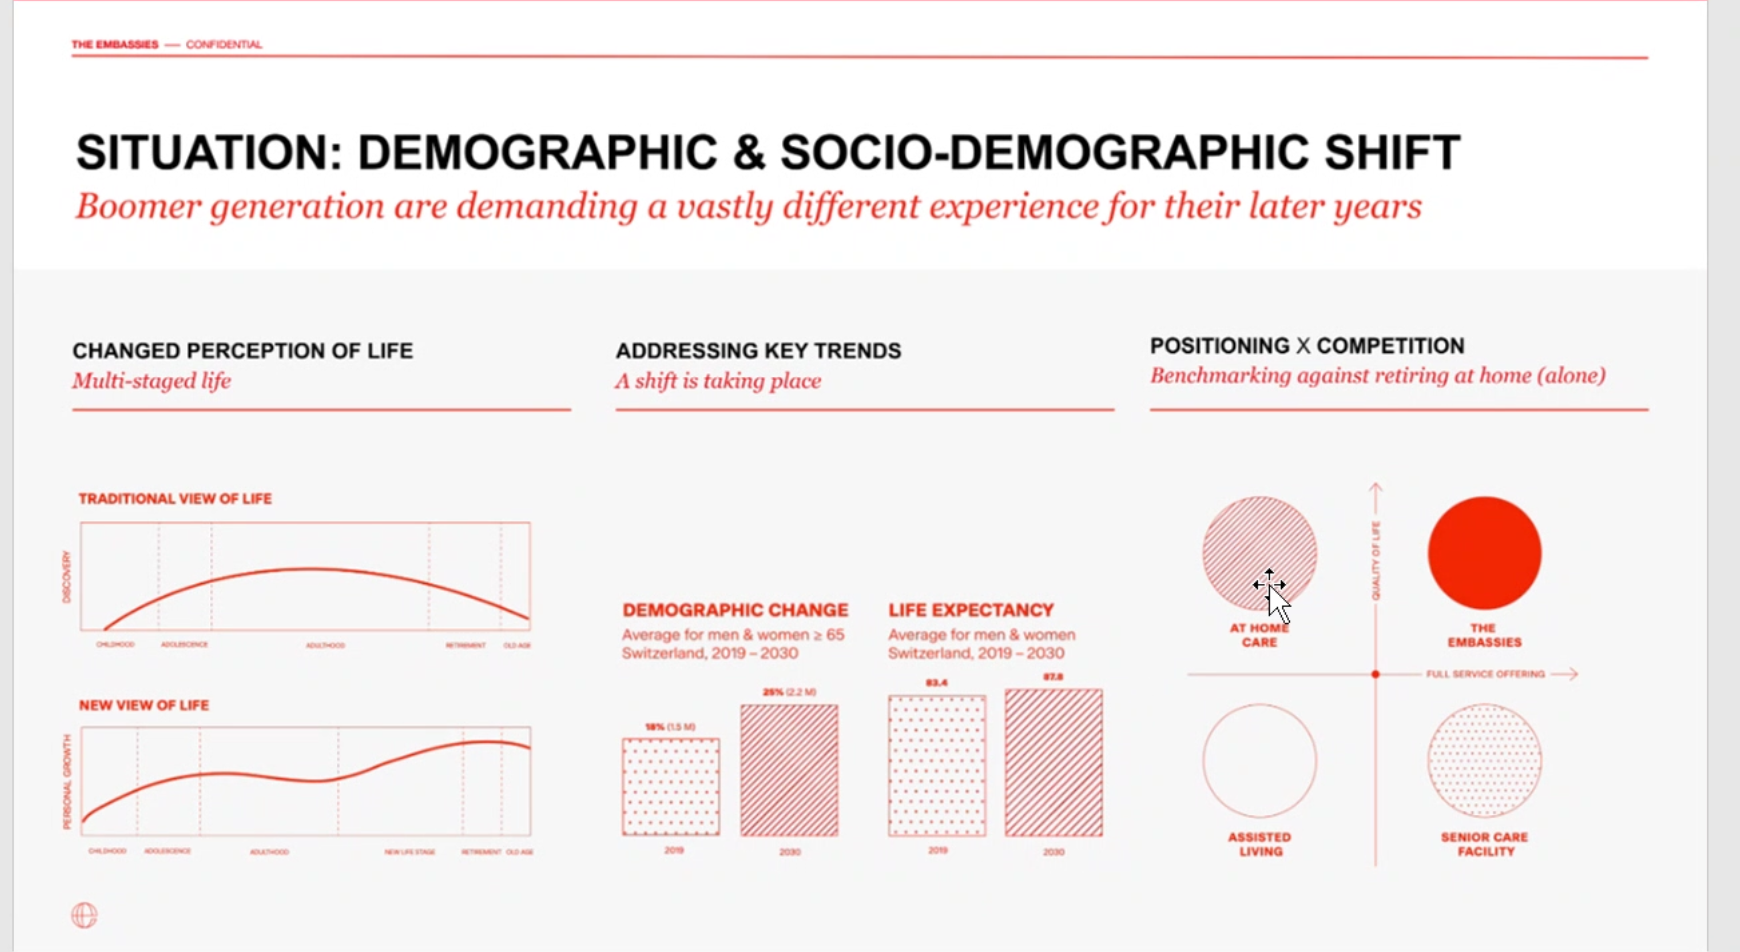 THE EMBASSIES — CONFIDENTIAL
SITUATION: DEMOGRAPHIC & SOCIO-DEMOGRAPHIC SHIFT
Boomer generation are demanding a vastly different experience for their later years
CHANGED PERCEPTION OF LIFE
Multi-staged life
TRADITIONAL VIEW OF LIFE
DISCOVERY
CHILDHOOD ADOLESCENCE ADULTHOOD RETIREMENT OLD AGE
NEW VIEW OF LIFE
PERSONAL GROWTH
CHILDHOOD ADOLESCENCE ADULTHOOD NEW LIFE STAGE RETIREMENT OLD AGE
ADDRESSING KEY TRENDS
A shift is taking place
DEMOGRAPHIC CHANGE
Average for men & women ≥ 65
Switzerland, 2019 – 2030
18% (1.5 M)
25% (2.2 M)
2019
2030
LIFE EXPECTANCY
Average for men & women
Switzerland, 2019 – 2030
83.4
87.8
2019
2030
POSITIONING X COMPETITION
Benchmarking against retiring at home (alone)
QUALITY OF LIFE
AT HOME
CARE
THE
EMBASSIES
FULL SERVICE OFFERING
ASSISTED
LIVING
SENIOR CARE
FACILITY